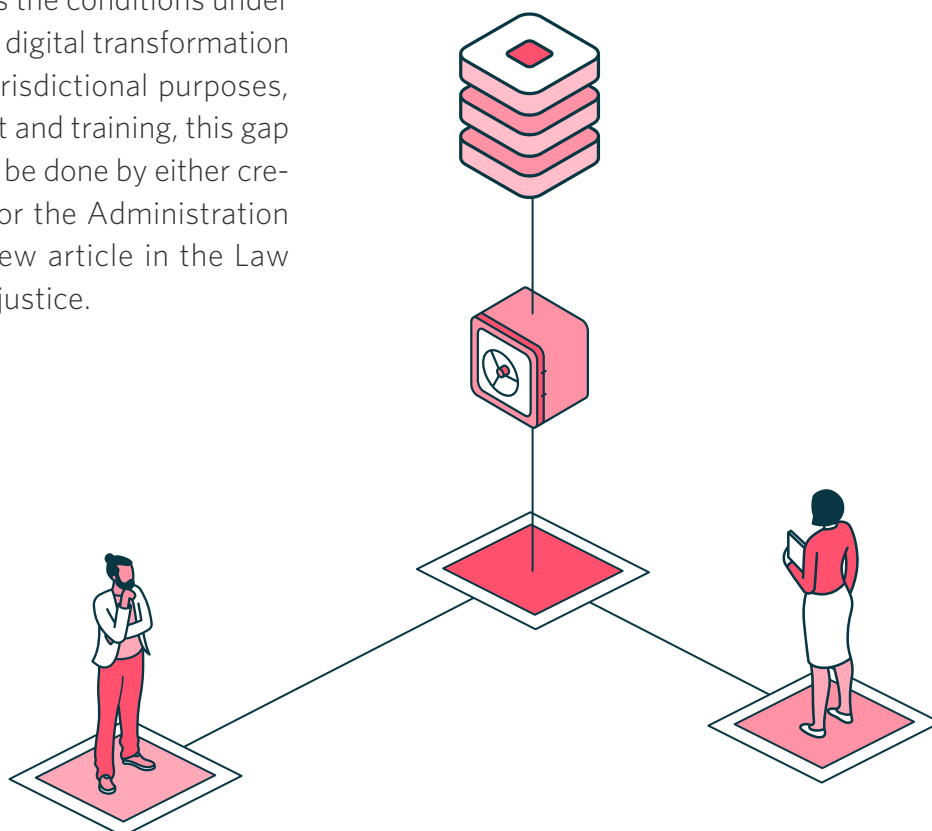 s the conditions under
digital transformation
risdictional purposes,
t and training, this gap
be done by either cre-
or the Administration
ew article in the Law
justice.